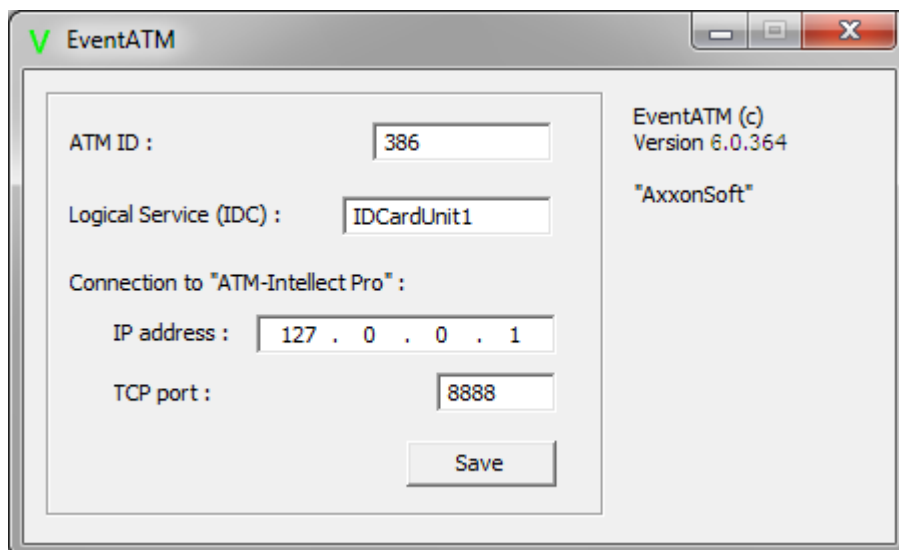 EventATM
ATM ID : 386
EventATM (c)
Version 6.0.364
"AxxonSoft"
Logical Service (IDC) : IDCardUnit1
Connection to "ATM-Intellect Pro" :
IP address : 127 . 0 . 0 . 1
TCP port : 8888
Save